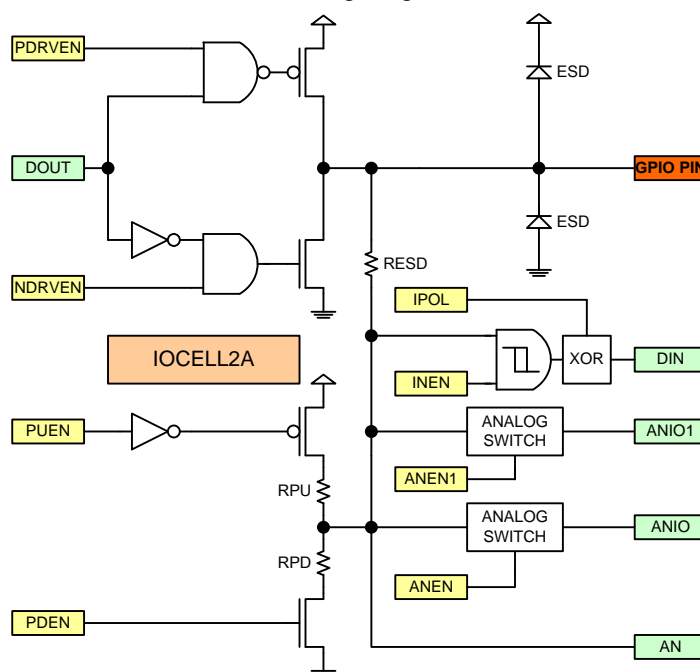 PDRVEN
ESD
DOUT
GPIO PIN
ESD
RESD
NDRVEN
IPOL
IOCELL2A
XOR
DIN
INEN
PUEN
ANALOG
SWITCH
ANIO1
ANEN1
RPU
ANALOG
SWITCH
ANIO
RPD
ANEN
PDEN
AN